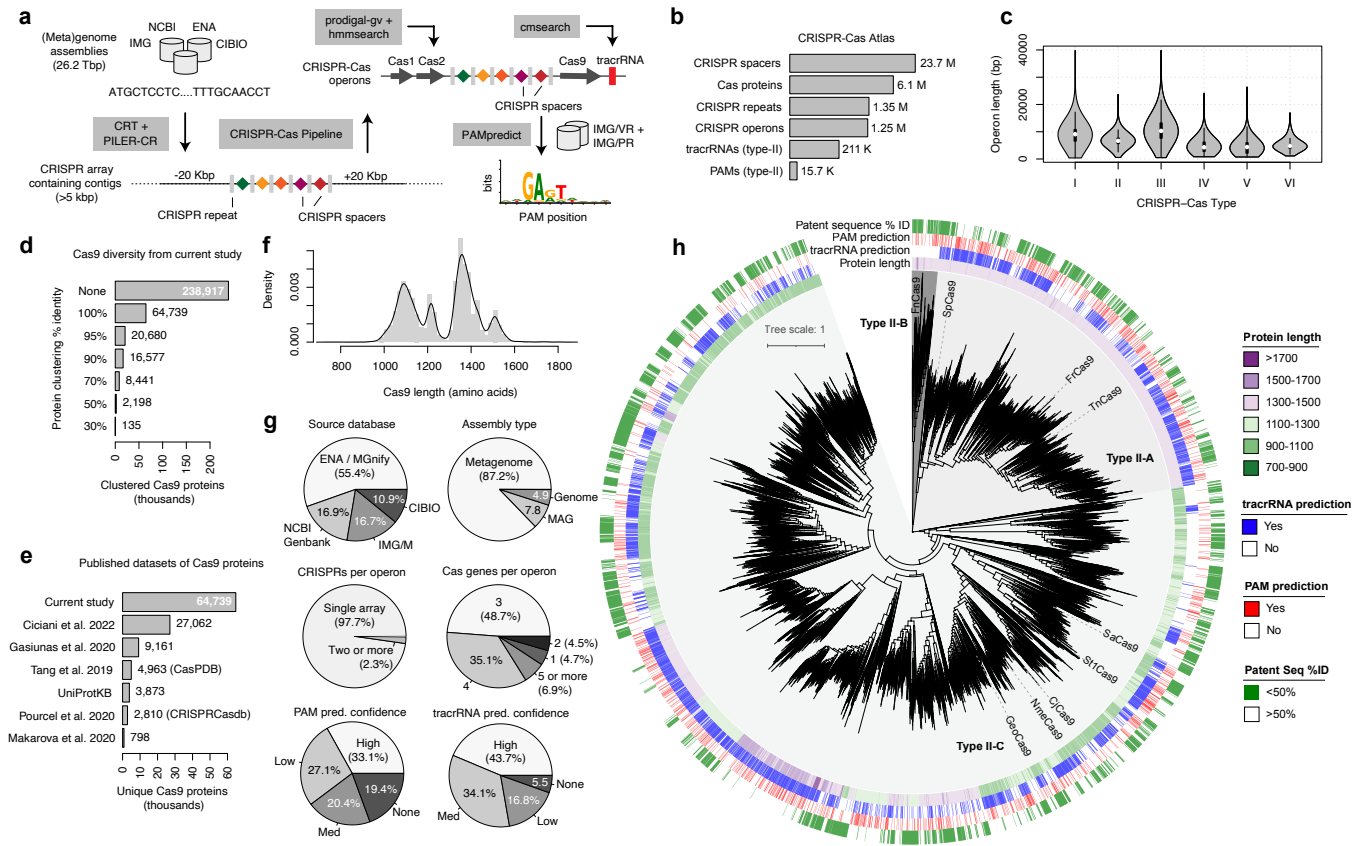 a
(Meta)genome
assemblies
(26.2 Tbp)
NCBI
ENA
IMG
CIBIO
ATGCTCCTC....TTTGCAACCT
CRT +
PILER-CR
CRISPR-Cas Pipeline
CRISPR array
containing contigs
(>5 kbp)
-20 Kbp
+20 Kbp
CRISPR repeat
CRISPR spacers
prodigal-gv +
hmmsearch
cmsearch
CRISPR-Cas
operons
Cas1
Cas2
Cas9
tracrRNA
CRISPR spacers
PAMpredict
IMG/VR +
IMG/PR
bits
GA
T
PAM position
b
CRISPR-Cas Atlas
CRISPR spacers 23.7 M
Cas proteins 6.1 M
CRISPR repeats 1.35 M
CRISPR operons 1.25 M
tracrRNAs (type-II) 211 K
PAMs (type-II) 15.7 K
c
Operon length (bp)
40000
20000
0
I II III IV V VI
CRISPR–Cas Type
d
Cas9 diversity from current study
Protein clustering % identity
None 238,917
100% 64,739
95% 20,680
90% 16,577
70% 8,441
50% 2,198
30% 135
0 50 100 150 200
Clustered Cas9 proteins
(thousands)
e
Published datasets of Cas9 proteins
Current study 64,739
Ciciani et al. 2022 27,062
Gasiunas et al. 2020 9,161
Tang et al. 2019 4,963 (CasPDB)
UniProtKB 3,873
Pourcel et al. 2020 2,810 (CRISPRCasdb)
Makarova et al. 2020 798
0 10 20 30 40 50 60
Unique Cas9 proteins
(thousands)
f
Density
0.003
0.000
800 1000 1200 1400 1600 1800
Cas9 length (amino acids)
g
Source database
ENA / MGnify
(55.4%)
10.9%
CIBIO
16.9%
16.7%
NCBI
Genbank
IMG/M
Assembly type
Metagenome
(87.2%)
4.9
Genome
7.8
MAG
CRISPRs per operon
Single array
(97.7%)
Two or more
(2.3%)
Cas genes per operon
3
(48.7%)
2 (4.5%)
1 (4.7%)
5 or more
(6.9%)
35.1%
4
PAM pred. confidence
High
(33.1%)
Low
27.1%
19.4%
20.4%
None
Med
tracrRNA pred. confidence
High
(43.7%)
5.5
None
34.1%
16.8%
Med
Low
h
Patent sequence % ID
PAM prediction
tracrRNA prediction
Protein length
Tree scale: 1
Type II-B
FnCas9
SpCas9
FrCas9
TnCas9
Type II-A
SaCas9
St1Cas9
CjCas9
NmeCas9
GeoCas9
Type II-C
Protein length
>1700
1500-1700
1300-1500
1100-1300
900-1100
700-900
tracrRNA prediction
Yes
No
PAM prediction
Yes
No
Patent Seq %ID
<50%
>50%